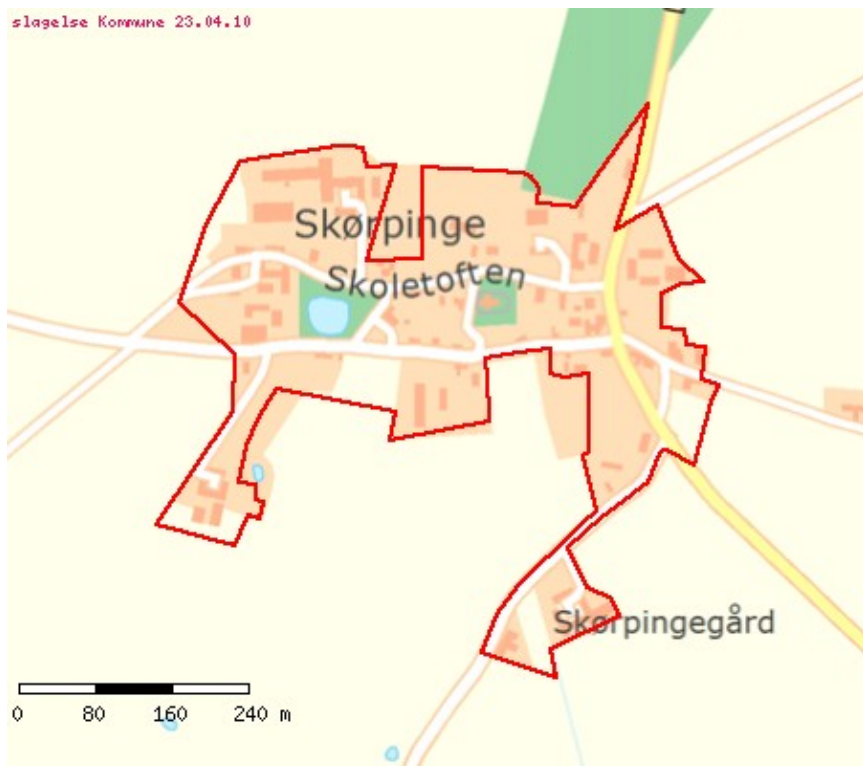 slagelse Kommune 23.04.10
Skørpinge
Skoletoften
Skørpingegård
0 80 160 240 m